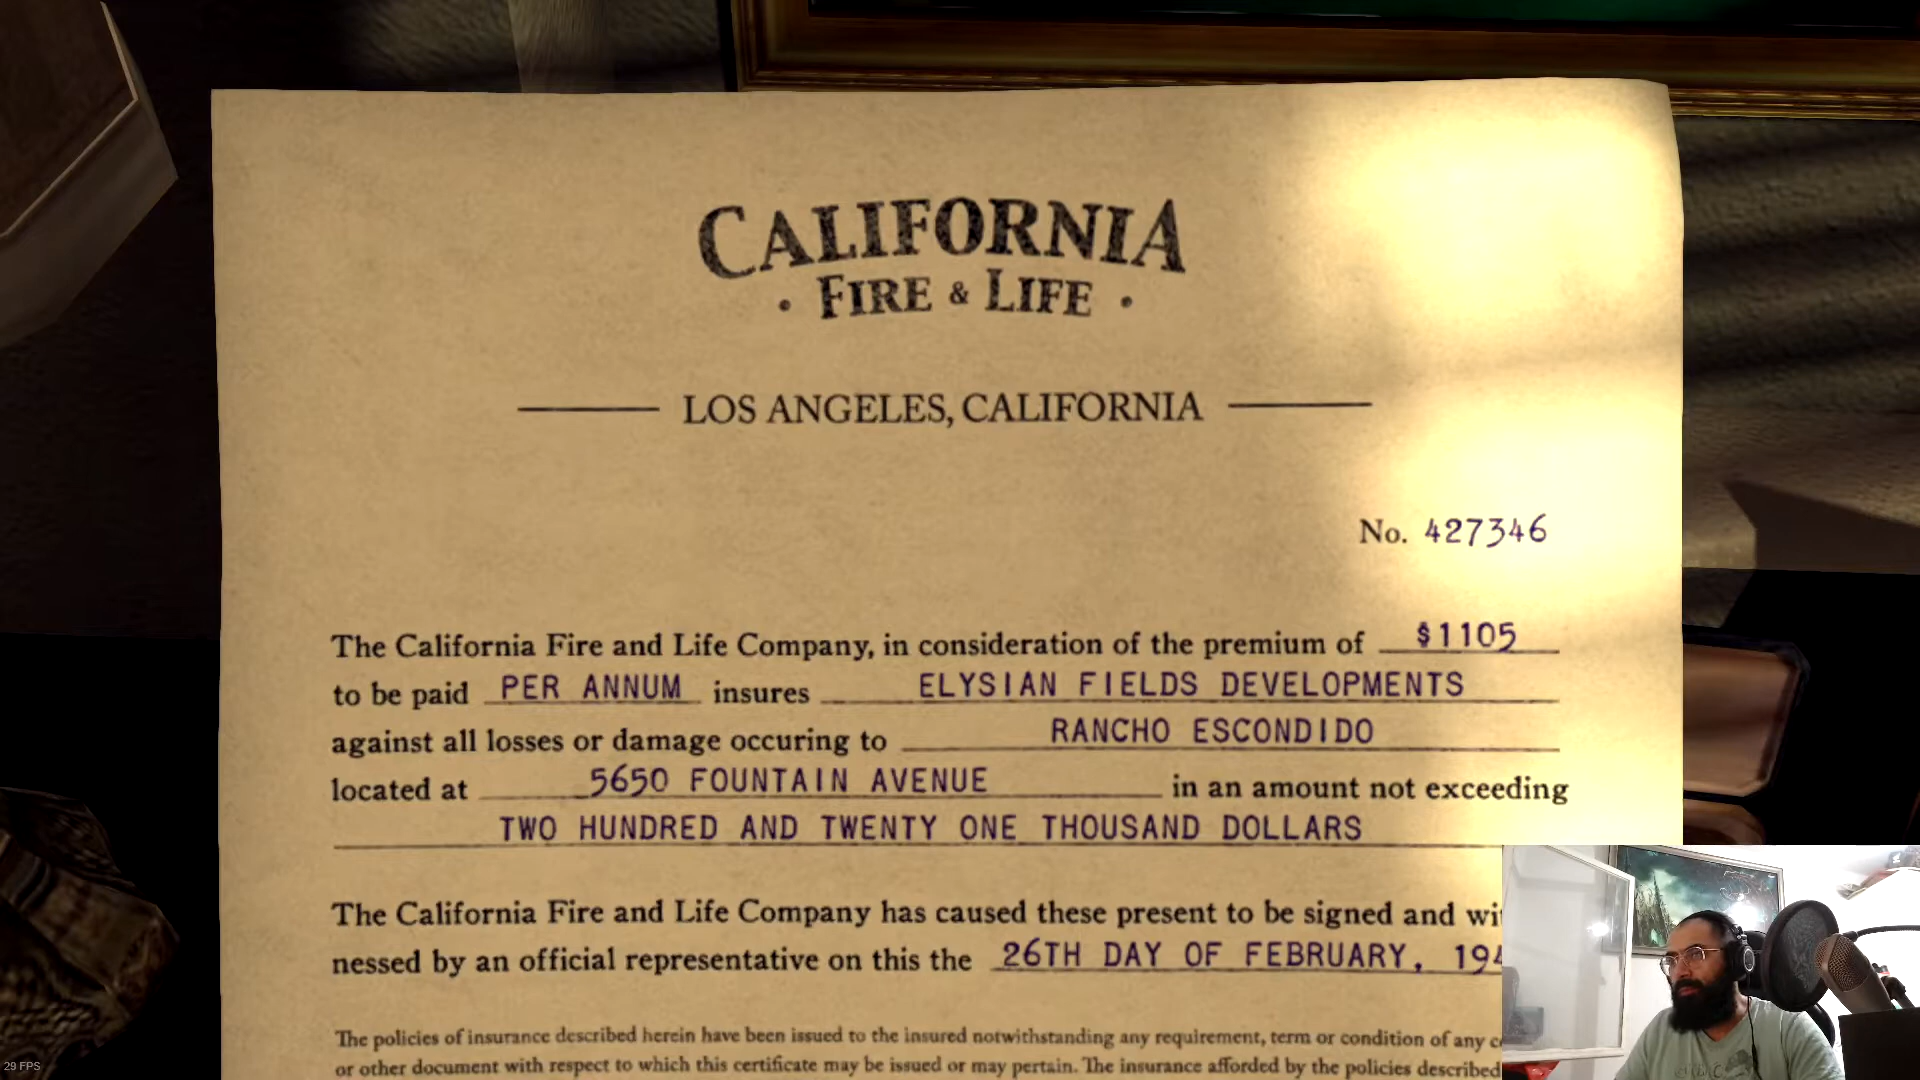 CALIFORNIA
• FIRE & LIFE •
LOS ANGELES, CALIFORNIA
No. 427346
The California Fire and Life Company, in consideration of the premium of $1105
to be paid PER ANNUM insures ELYSIAN FIELDS DEVELOPMENTS
against all losses or damage occuring to RANCHO ESCONDIDO
located at 5650 FOUNTAIN AVENUE in an amount not exceeding
TWO HUNDRED AND TWENTY ONE THOUSAND DOLLARS
The California Fire and Life Company has caused these present to be signed and wit
nessed by an official representative on this the 26TH DAY OF FEBRUARY, 194
The policies of insurance described herein have been issued to the insured notwithstanding any requirement, term or condition of any
or other document with respect to which this certificate may be issued or may pertain. The insurance afforded by the policies described
29 FPS